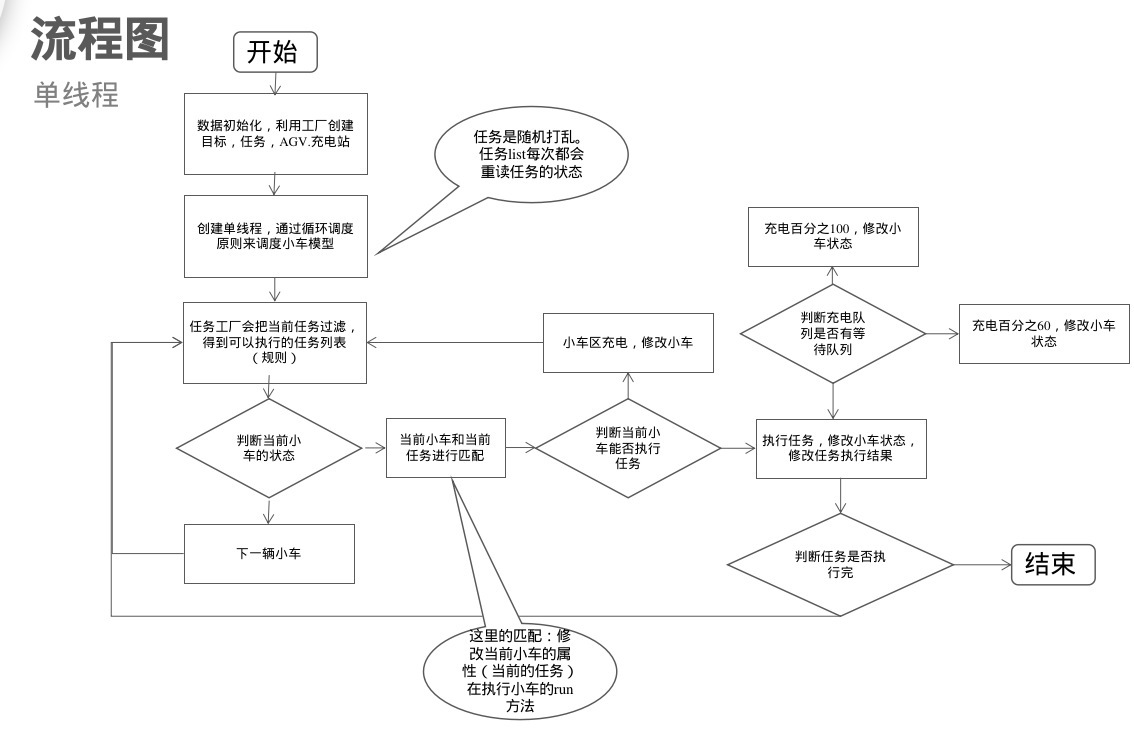 流程图
单线程
开始
数据初始化，利用工厂创建
目标，任务，AGV.充电站
任务是随机打乱。
任务list每次都会
重读任务的状态
创建单线程，通过循环调度
原则来调度小车模型
充电百分之100，修改小
车状态
任务工厂会把当前任务过滤，
得到可以执行的任务列表
（规则）
小车区充电，修改小车
判断充电队
列是否有等
待队列
充电百分之60，修改小车
状态
判断当前小
车的状态
当前小车和当前
任务进行匹配
判断当前小
车能否执行
任务
执行任务，修改小车状态，
修改任务执行结果
下一辆小车
判断任务是否执
行完
结束
这里的匹配：修
改当前小车的属
性（当前的任务）
在执行小车的run
方法